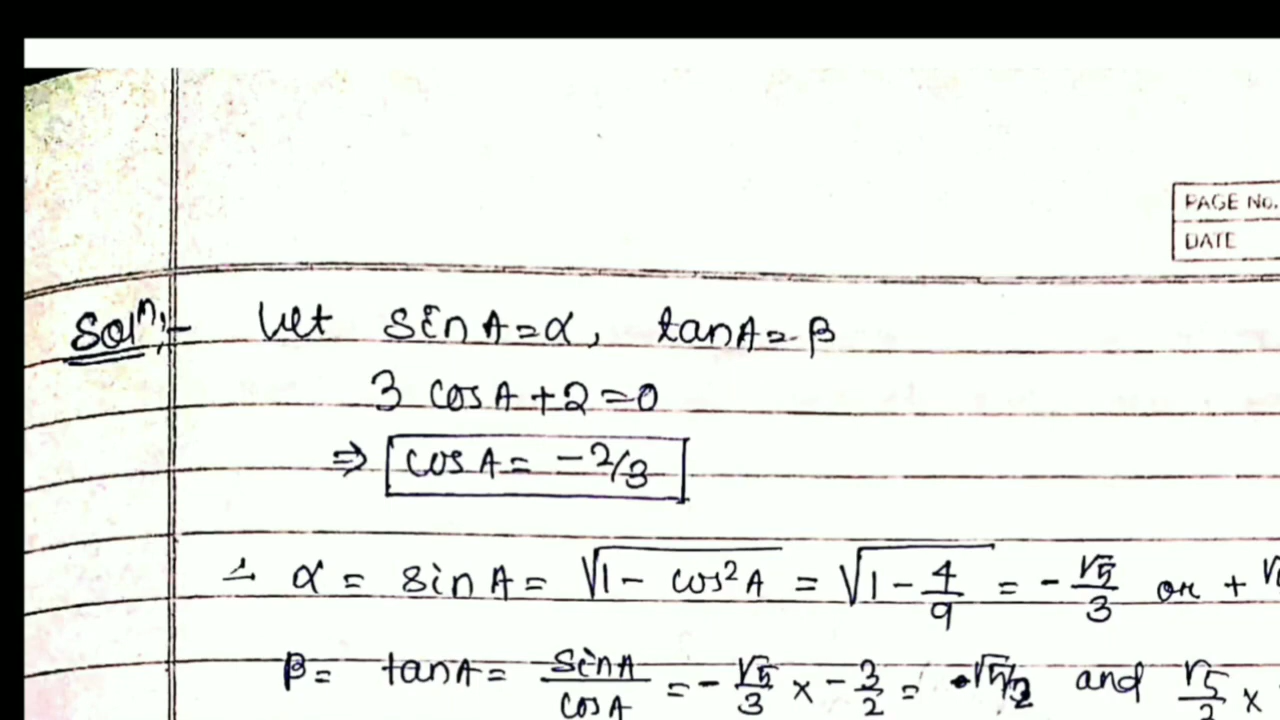 PAGE No.
DATE
Solⁿ:- Let sin A = α, tan A = β
3 cos A + 2 = 0
⇒ cos A = -2/3
∴ α = sin A = √(1 - cos² A) = √(1 - 4/9) = - √5/3 or + √
β = tan A = sin A/cos A = - √5/3 × - 3/2 = √5/2 and √5/3 ×